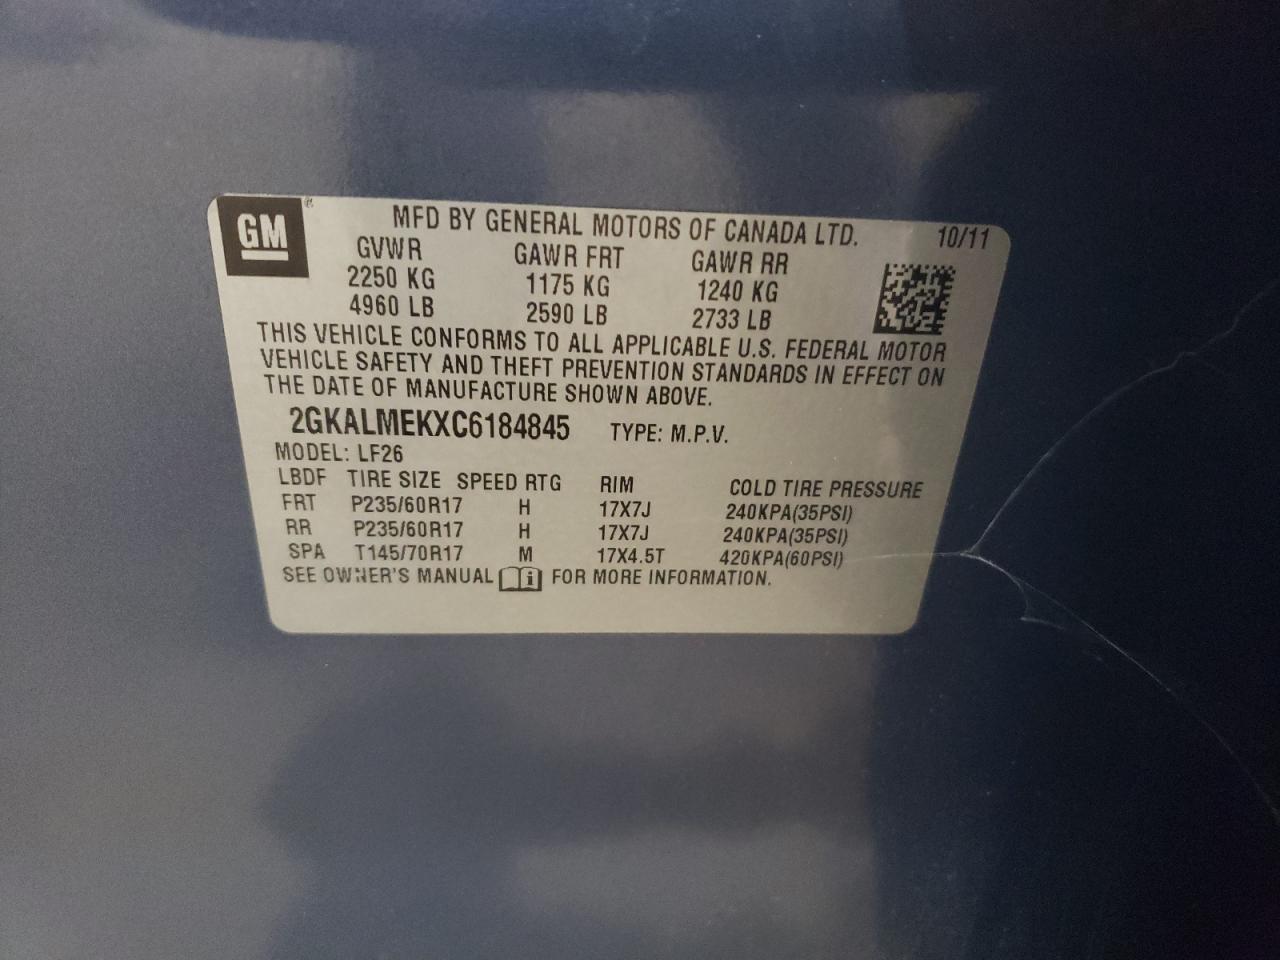 GM®
MFD BY GENERAL MOTORS OF CANADA LTD. 10/11
GVWR GAWR FRT GAWR RR
2250 KG 1175 KG 1240 KG
4960 LB 2590 LB 2733 LB
THIS VEHICLE CONFORMS TO ALL APPLICABLE U.S. FEDERAL MOTOR
VEHICLE SAFETY AND THEFT PREVENTION STANDARDS IN EFFECT ON
THE DATE OF MANUFACTURE SHOWN ABOVE.
2GKALMEKXC6184845 TYPE: M.P.V.
MODEL: LF26
LBDF TIRE SIZE SPEED RTG RIM COLD TIRE PRESSURE
FRT P235/60R17 H 17X7J 240KPA(35PSI)
RR P235/60R17 H 17X7J 240KPA(35PSI)
SPA T145/70R17 M 17X4.5T 420KPA(60PSI)
SEE OWNER'S MANUAL i FOR MORE INFORMATION.